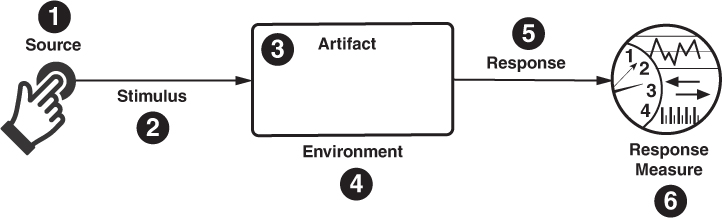 1
Source
Stimulus
2
3
Artifact
Environment
4
5
Response
1
2
3
4
Response
Measure
6